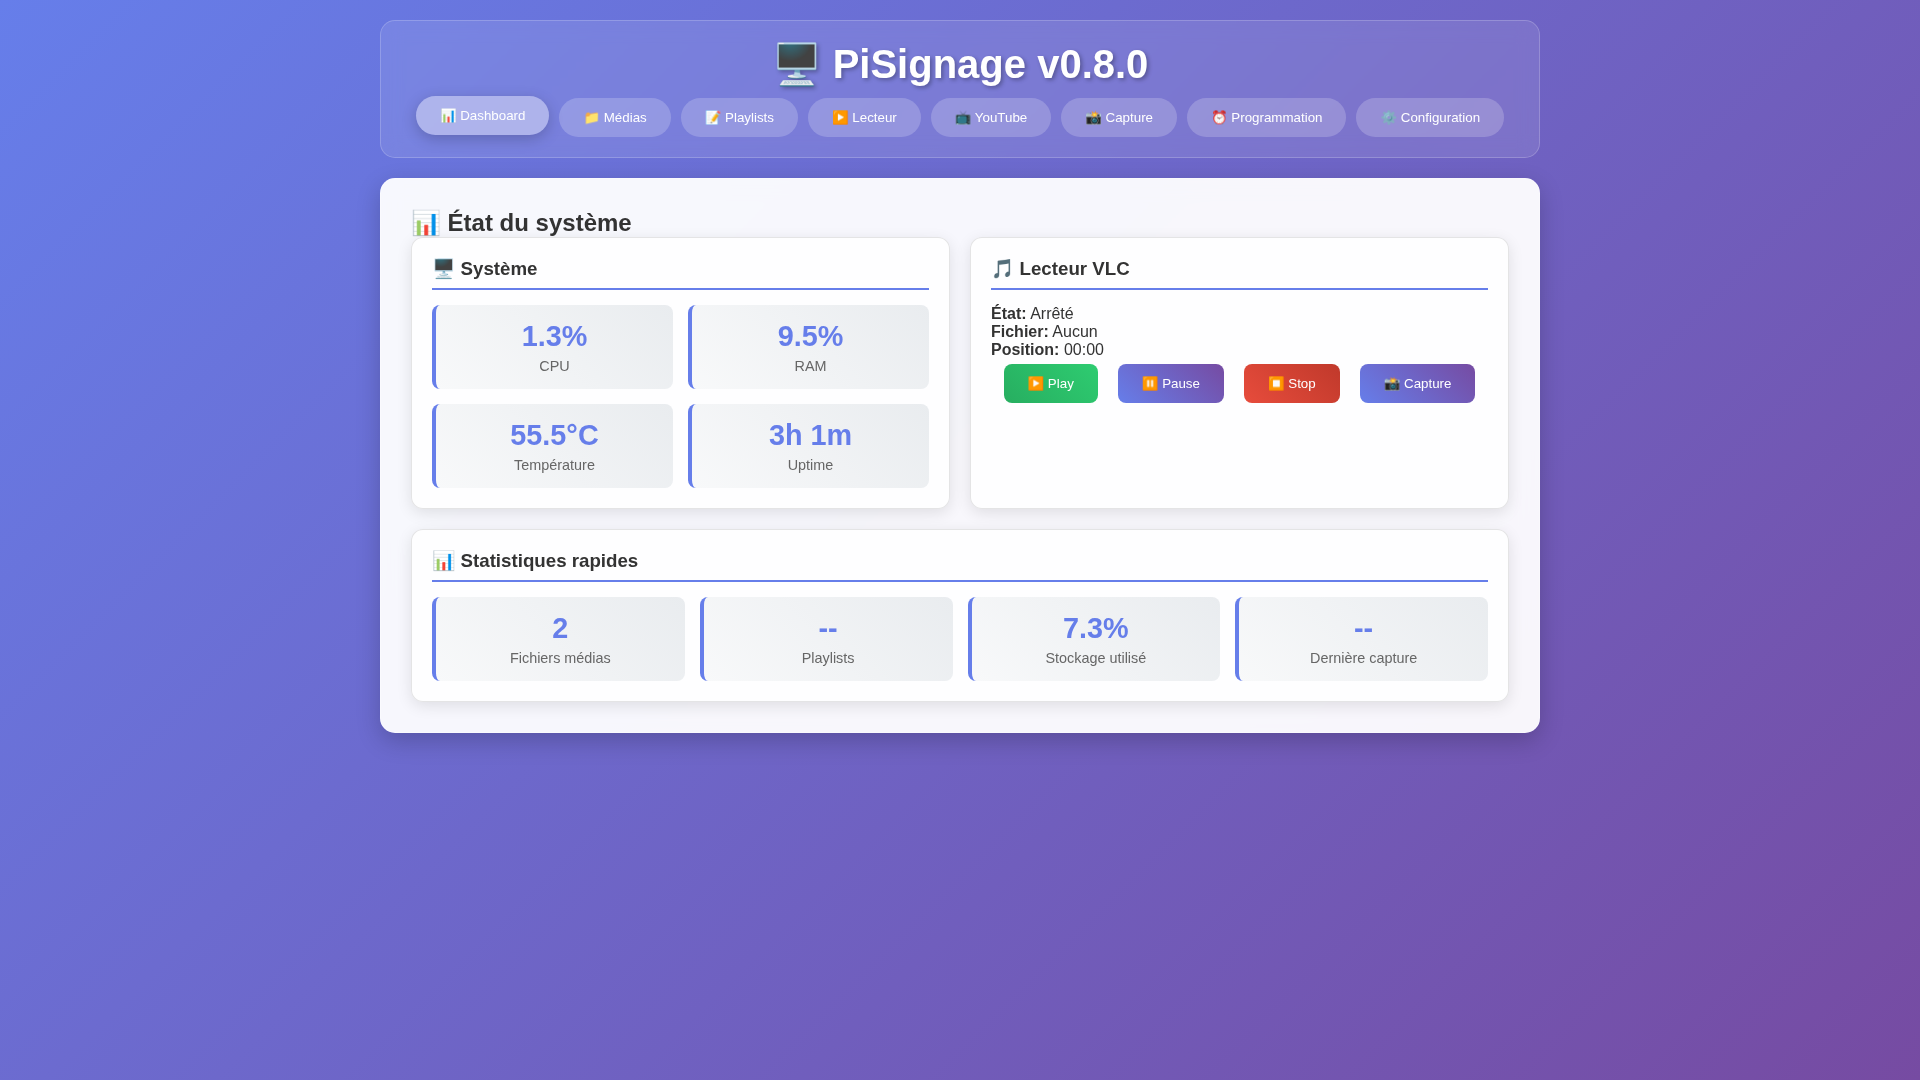 🖥️ PiSignage v0.8.0
📊 Dashboard
📁 Médias
📝 Playlists
▶️ Lecteur
📺 YouTube
📸 Capture
⏰ Programmation
⚙️ Configuration
📊 État du système
🖥️ Système
1.3%
CPU
9.5%
RAM
55.5°C
Température
3h 1m
Uptime
🎵 Lecteur VLC
État: Arrêté
Fichier: Aucun
Position: 00:00
▶️ Play
⏸️ Pause
⏹️ Stop
📸 Capture
📊 Statistiques rapides
2
Fichiers médias
--
Playlists
7.3%
Stockage utilisé
--
Dernière capture